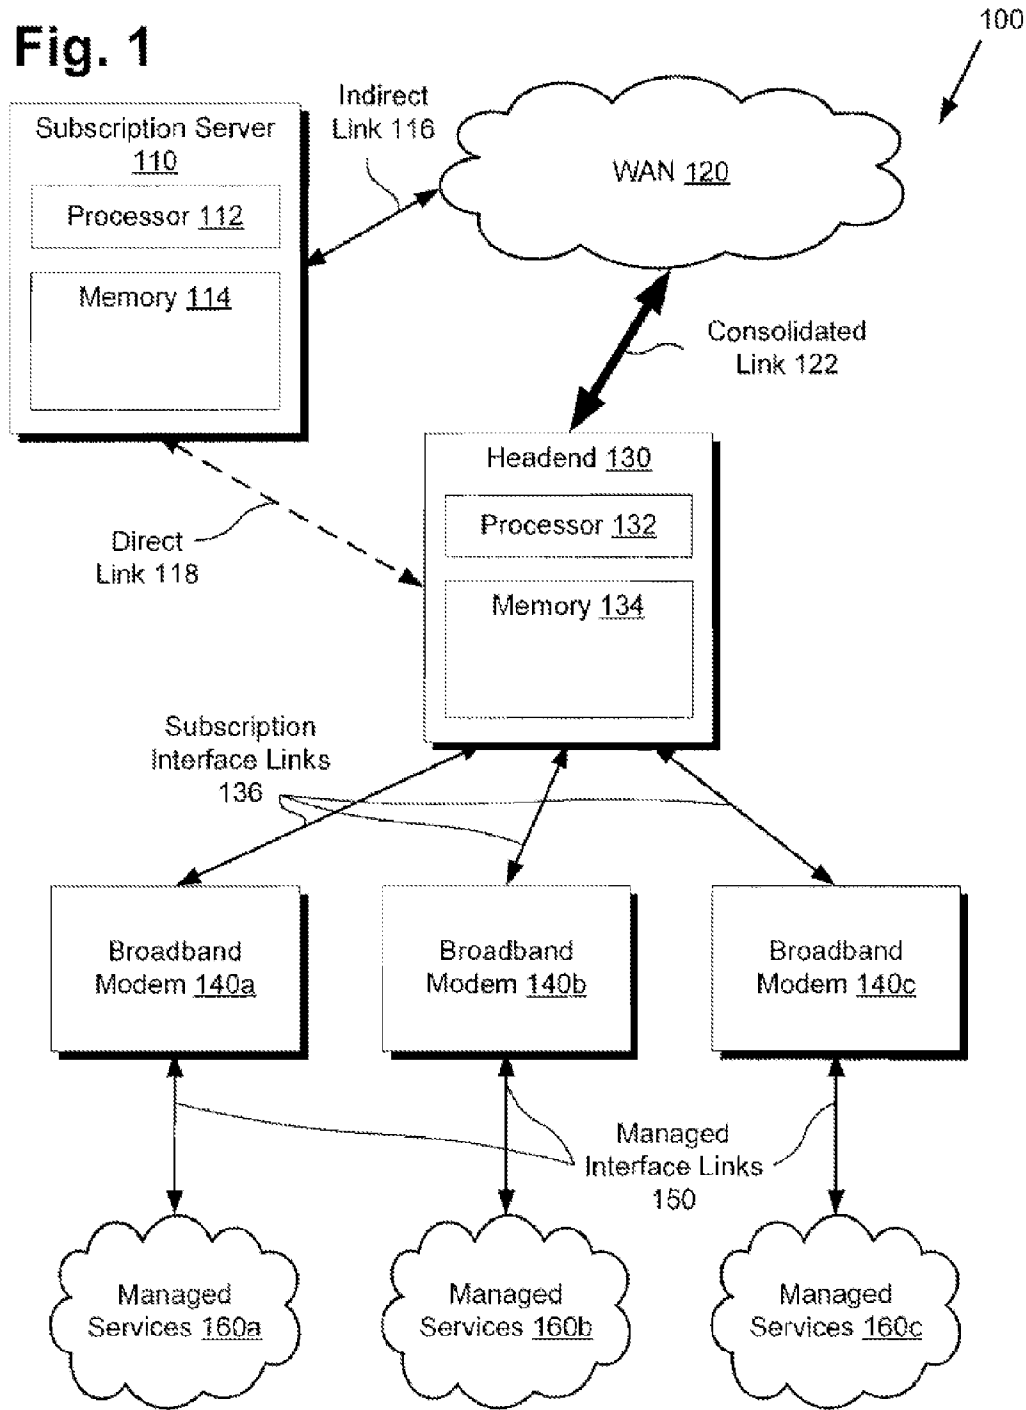 Fig. 1
100
Subscription Server
110
Processor 112
Memory 114
Indirect
Link 116
WAN 120
Consolidated
Link 122
Direct
Link 118
Headend 130
Processor 132
Memory 134
Subscription
Interface Links
136
Broadband
Modem 140a
Broadband
Modem 140b
Broadband
Modem 140c
Managed
Interface Links
150
Managed
Services 160a
Managed
Services 160b
Managed
Services 160c